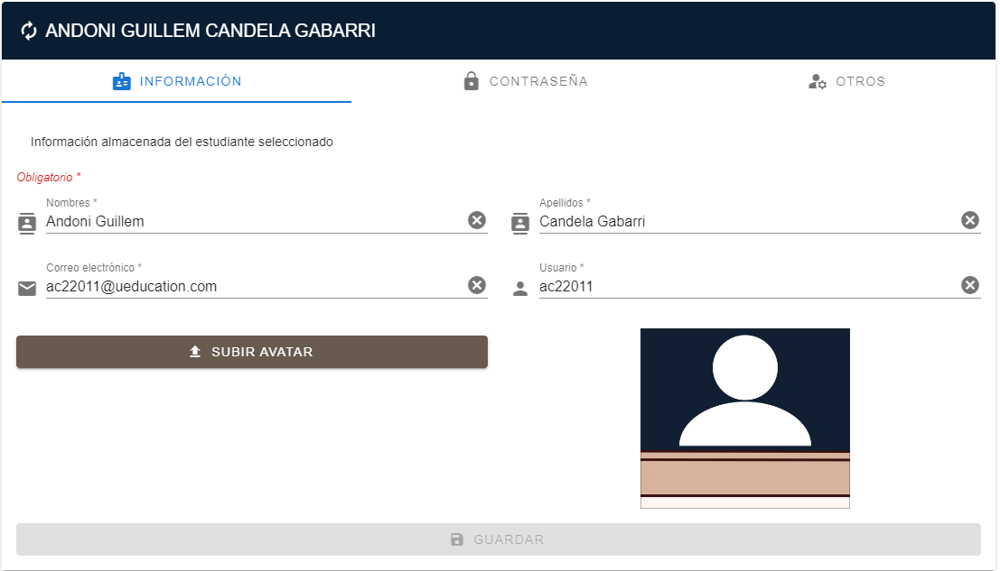 ANDONI GUILLEM CANDELA GABARRI
INFORMACIÓN CONTRASEÑA OTROS
Información almacenada del estudiante seleccionado
Obligatorio *
Nombres * Apellidos *
Andoni Guillem Candela Gabarri
Correo electrónico * Usuario *
ac22011@ueducation.com ac22011
SUBIR AVATAR
GUARDAR